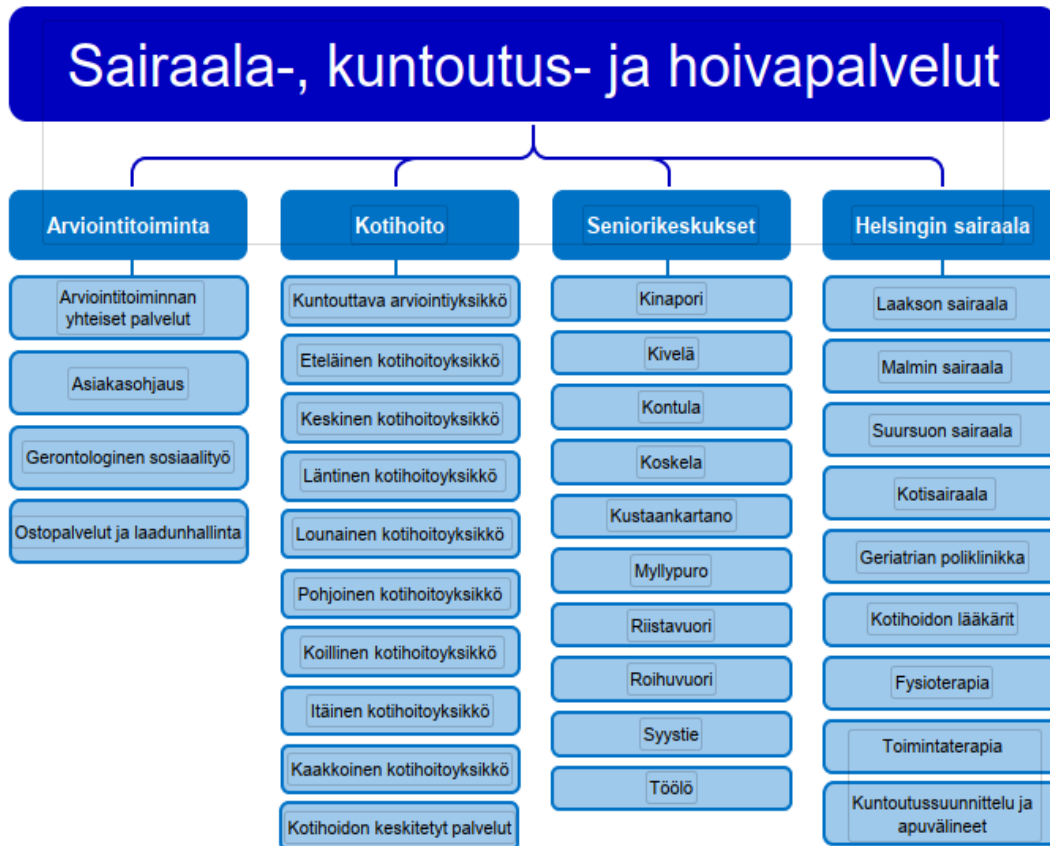 Sairaala-, kuntoutus- ja hoivapalvelut
Arviointitoiminta
Arviointitoiminnan
yhteiset palvelut
Asiakasohjaus
Gerontologinen sosiaalityö
Ostopalvelut ja laadunhallinta
Kotihoito
Kuntouttava arviointiyksikkö
Eteläinen kotihoitoyksikkö
Keskinen kotihoitoyksikkö
Läntinen kotihoitoyksikkö
Lounainen kotihoitoyksikkö
Pohjoinen kotihoitoyksikkö
Koillinen kotihoitoyksikkö
Itäinen kotihoitoyksikkö
Kaakkoinen kotihoitoyksikkö
Kotihoidon keskitetyt palvelut
Seniorikeskukset
Kinapori
Kivelä
Kontula
Koskela
Kustaankartano
Myllypuro
Riistavuori
Roihuvuori
Syystie
Töölö
Helsingin sairaala
Laakson sairaala
Malmin sairaala
Suursuon sairaala
Kotisairaala
Geriatrian poliklinikka
Kotihoidon lääkärit
Fysioterapia
Toimintaterapia
Kuntoutussuunnittelu ja
apuvälineet